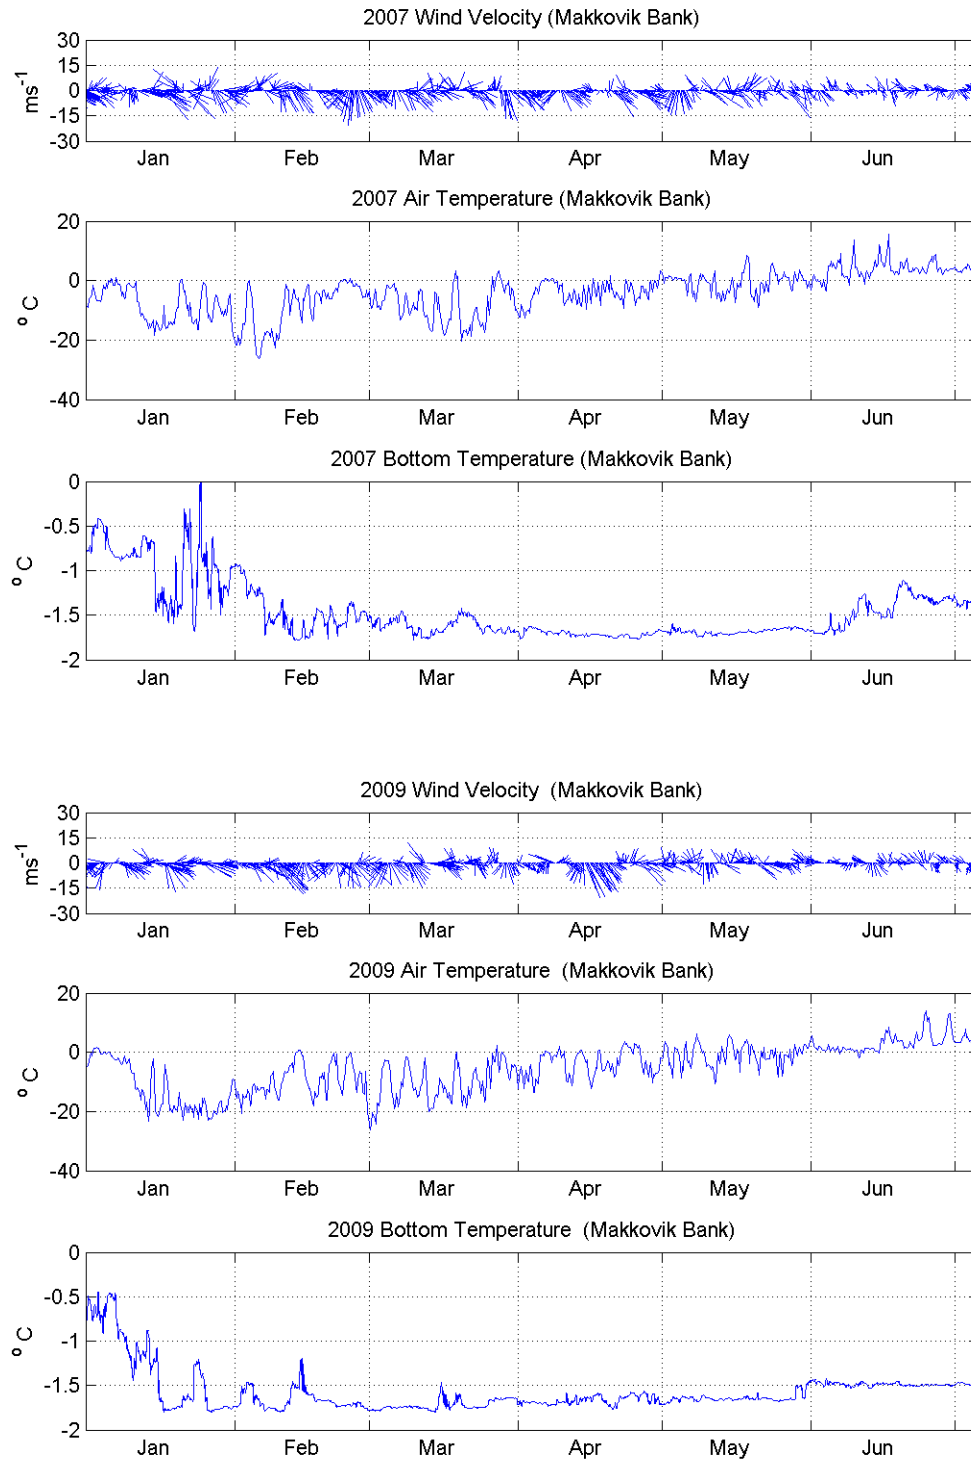 2007 Wind Velocity (Makkovik Bank)
30
15
0
-15
-30
ms-1
Jan Feb Mar Apr May Jun
2007 Air Temperature (Makkovik Bank)
20
0
-20
-40
º C
Jan Feb Mar Apr May Jun
2007 Bottom Temperature (Makkovik Bank)
0
-0.5
-1
-1.5
-2
º C
Jan Feb Mar Apr May Jun
2009 Wind Velocity (Makkovik Bank)
30
15
0
-15
-30
ms-1
Jan Feb Mar Apr May Jun
2009 Air Temperature (Makkovik Bank)
20
0
-20
-40
º C
Jan Feb Mar Apr May Jun
2009 Bottom Temperature (Makkovik Bank)
0
-0.5
-1
-1.5
-2
º C
Jan Feb Mar Apr May Jun